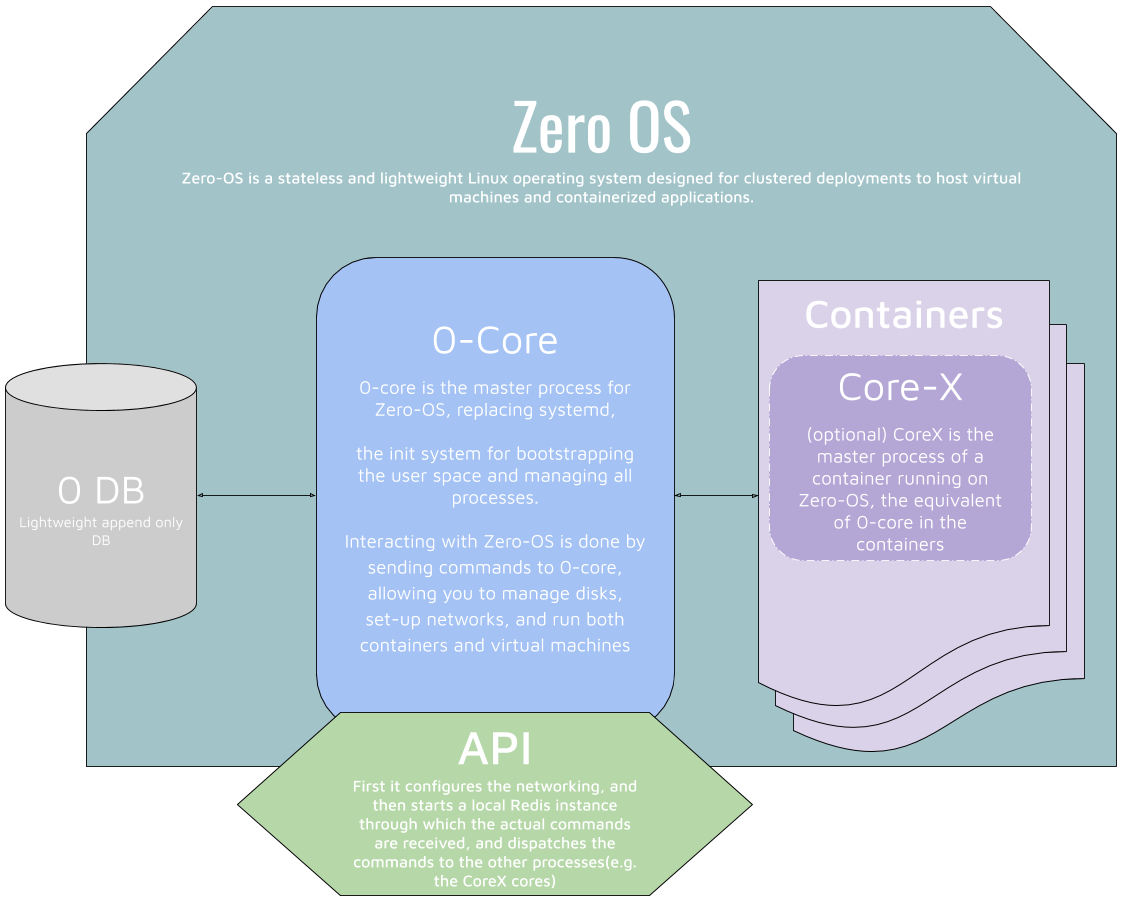 Zero OS
Zero-OS is a stateless and lightweight Linux operating system designed for clustered deployments to host virtual
machines and containerized applications.
0 DB
Lightweight append only
DB
0-Core
0-core is the master process for
Zero-OS, replacing systemd,
the init system for bootstrapping
the user space and managing all
processes.
Interacting with Zero-OS is done by
sending commands to 0-core,
allowing you to manage disks,
set-up networks, and run both
containers and virtual machines
Containers
Core-X
(optional) CoreX is the
master process of a
container running on
Zero-OS, the equivalent
of 0-core in the
containers
API
First it configures the networking, and
then starts a local Redis instance
through which the actual commands
are received, and dispatches the
commands to the other processes(e.g.
the CoreX cores)